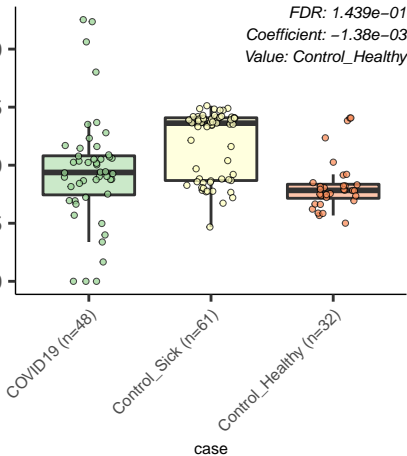 FDR: 1.439e−01
Coefficient: −1.38e−03
Value: Control_Healthy
COVID19 (n=48)
Control_Sick (n=61)
Control_Healthy (n=32)
case